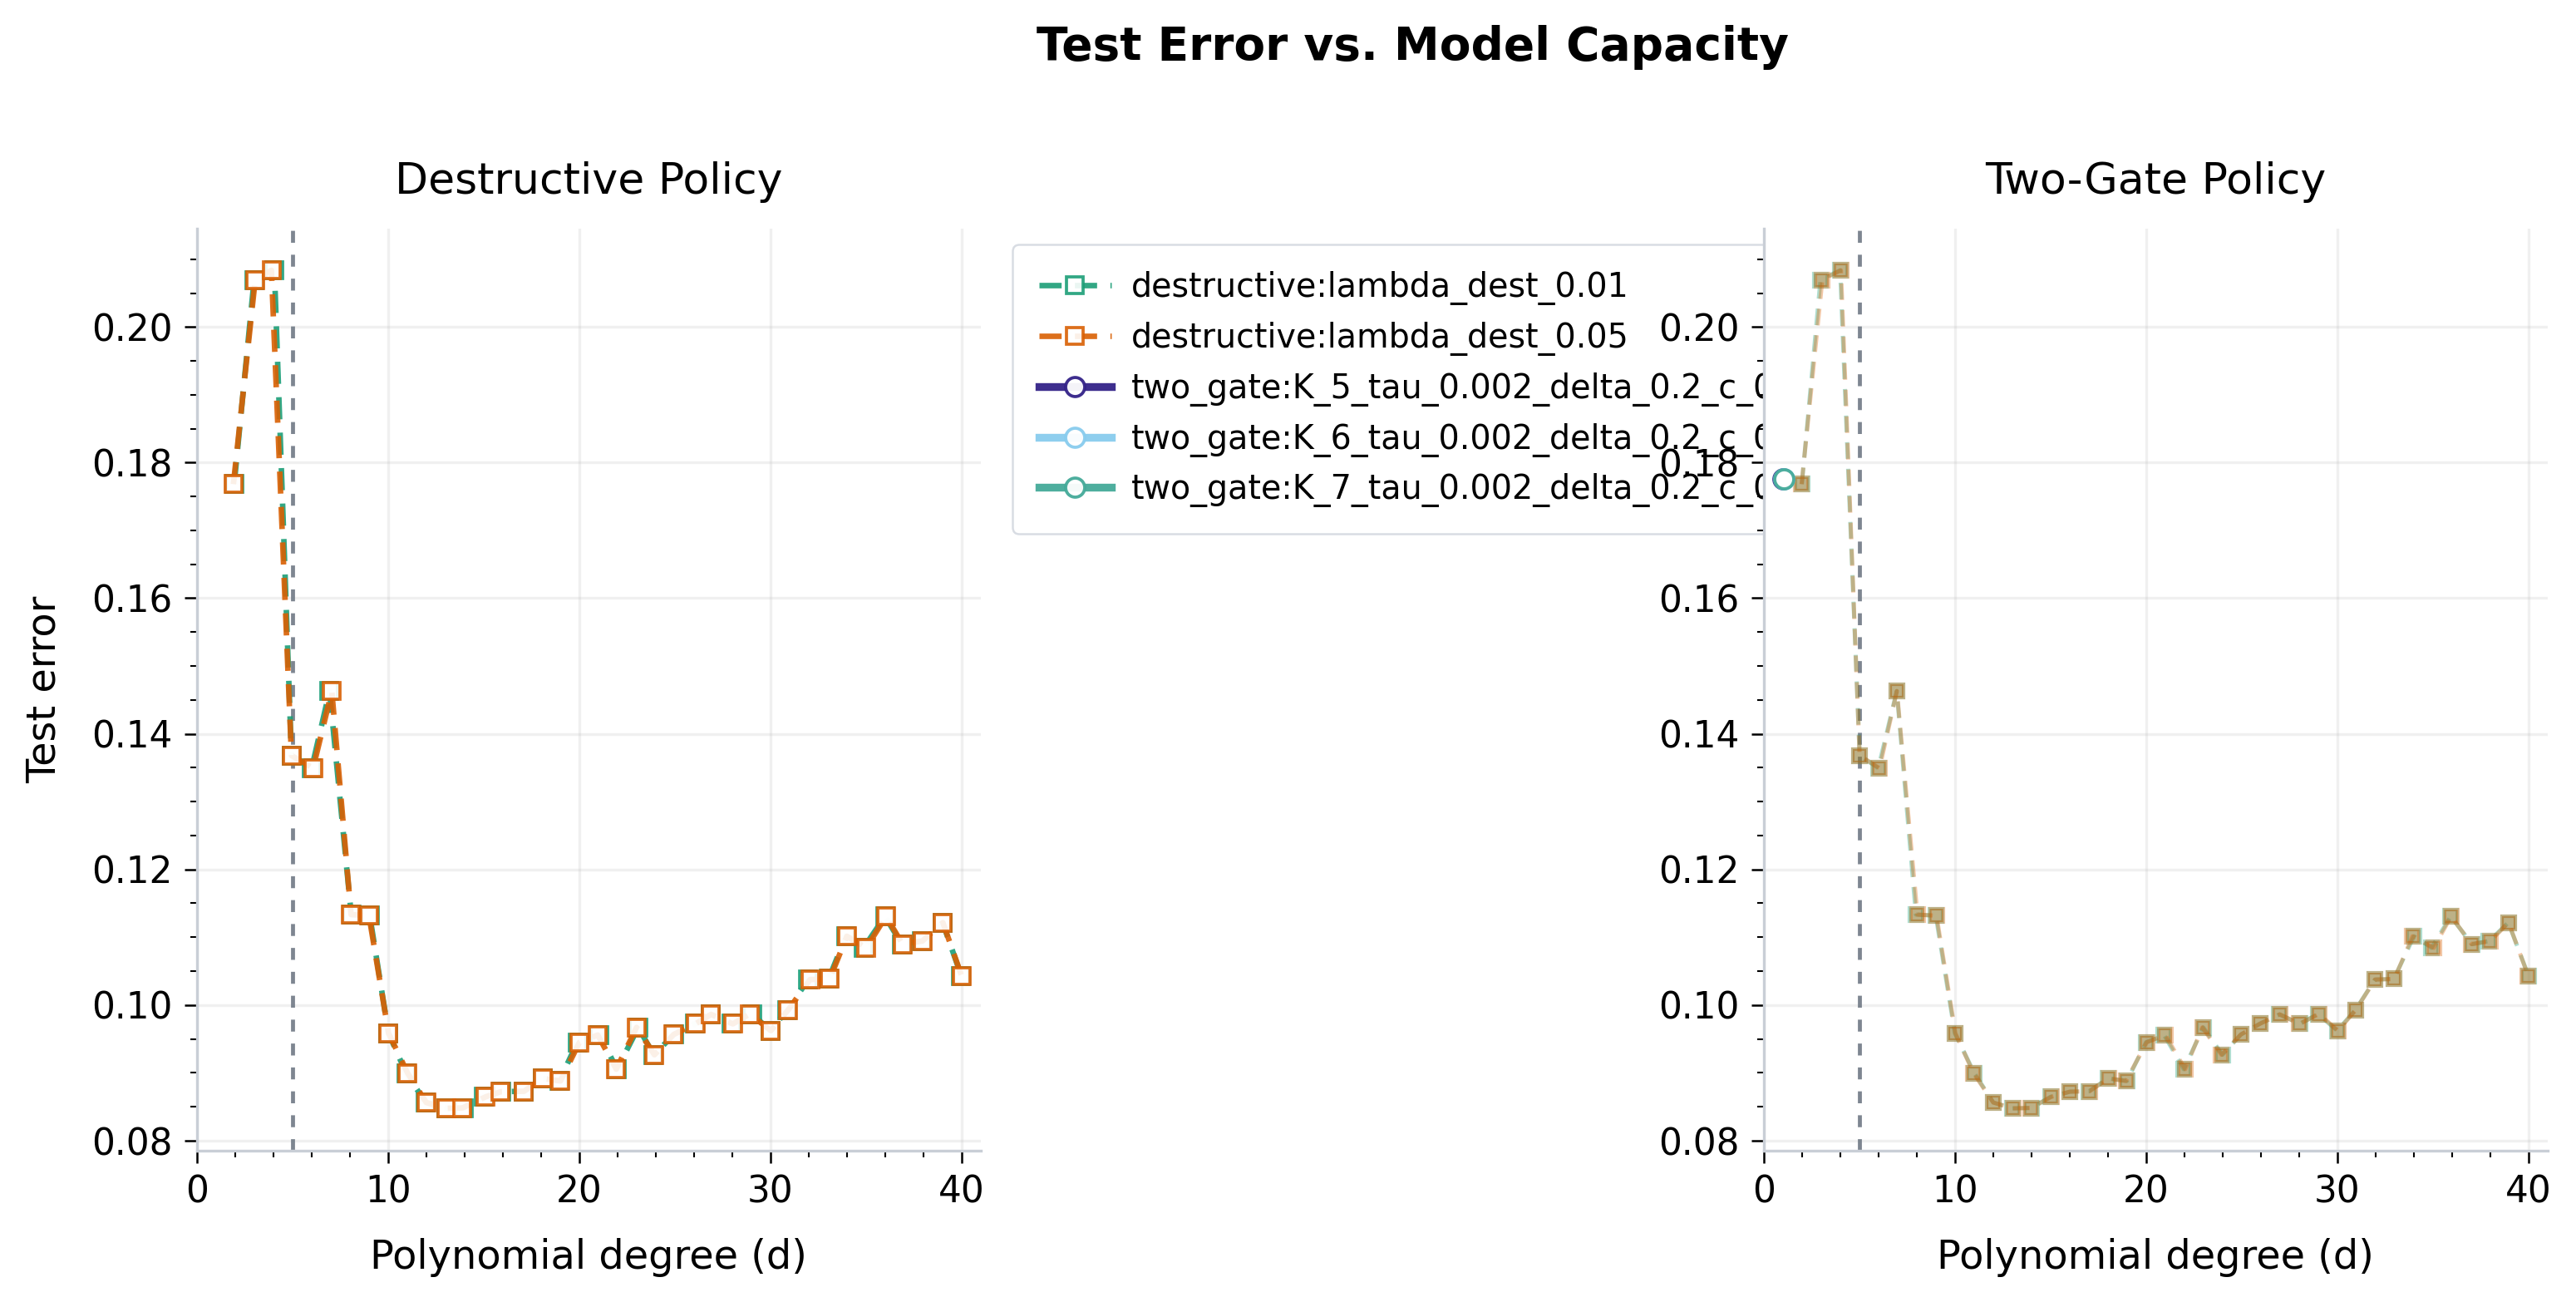 Test Error vs. Model Capacity
Destructive Policy
Test error
0.20
0.18
0.16
0.14
0.12
0.10
0.08
0 10 20 30 40
Polynomial degree (d)
destructive:lambda_dest_0.01
destructive:lambda_dest_0.05
two_gate:K_5_tau_0.002_delta_0.2_c_0
two_gate:K_6_tau_0.002_delta_0.2_c_0
two_gate:K_7_tau_0.002_delta_0.2_c_0
Two-Gate Policy
0.20
0.18
0.16
0.14
0.12
0.10
0.08
0 10 20 30 40
Polynomial degree (d)